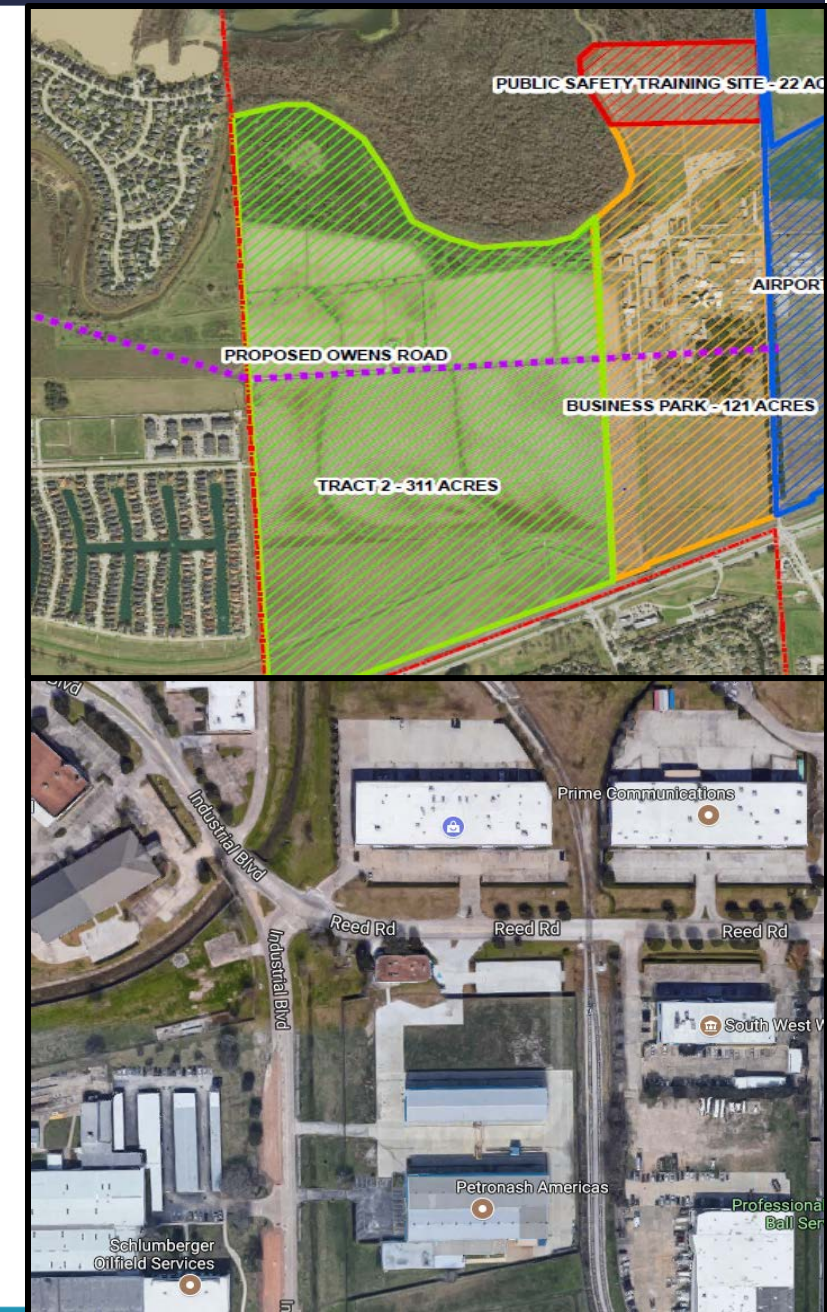 PUBLIC SAFETY TRAINING SITE - 22 AC
AIRPORT
PROPOSED OWENS ROAD
BUSINESS PARK - 121 ACRES
TRACT 2 - 311 ACRES
Blvd
Industrial Blvd
Prime Communications
Reed Rd
Reed Rd
Reed Rd
Industrial Blvd
South West W
Petronash Americas
Professiona
Ball Ser
Schlumberger
Oilfield Services
In